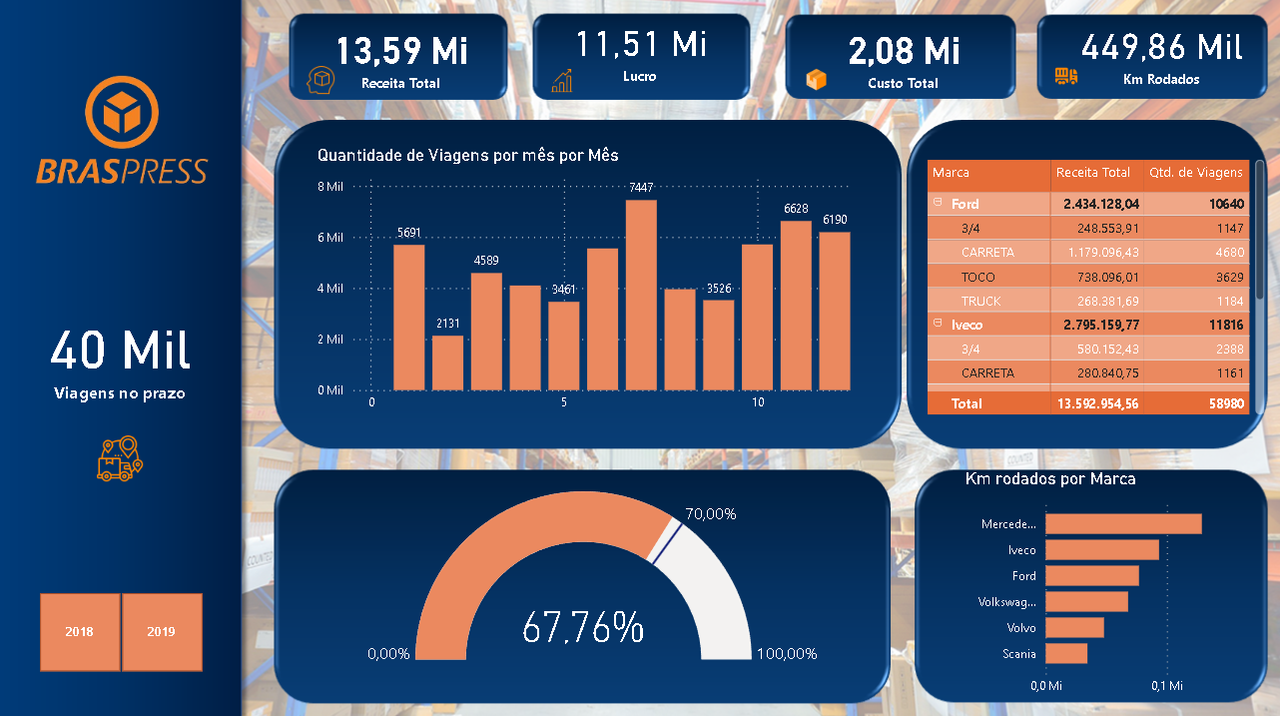 BRASPRESS
40 Mil
Viagens no prazo
2018
2019
13,59 Mi
Receita Total
11,51 Mi
Lucro
2,08 Mi
Custo Total
449,86 Mil
Km Rodados
Quantidade de Viagens por mês por Mês
8 Mil
6 Mil
4 Mil
2 Mil
0 Mil
5691
2131
4589
3461
7447
3526
6628
6190
0
5
10
Marca Receita Total Qtd. de Viagens
Ford 2.434.128,04 10640
3/4 248.553,91 1147
CARRETA 1.179.096,43 4680
TOCO 738.096,01 3629
TRUCK 268.381,69 1184
Iveco 2.795.159,77 11816
3/4 580.152,43 2388
CARRETA 280.840,75 1161
Total 13.592.954,56 58980
70,00%
67,76%
0,00%
100,00%
Km rodados por Marca
Mercede...
Iveco
Ford
Volkswag...
Volvo
Scania
0,0 Mi
0,1 Mi